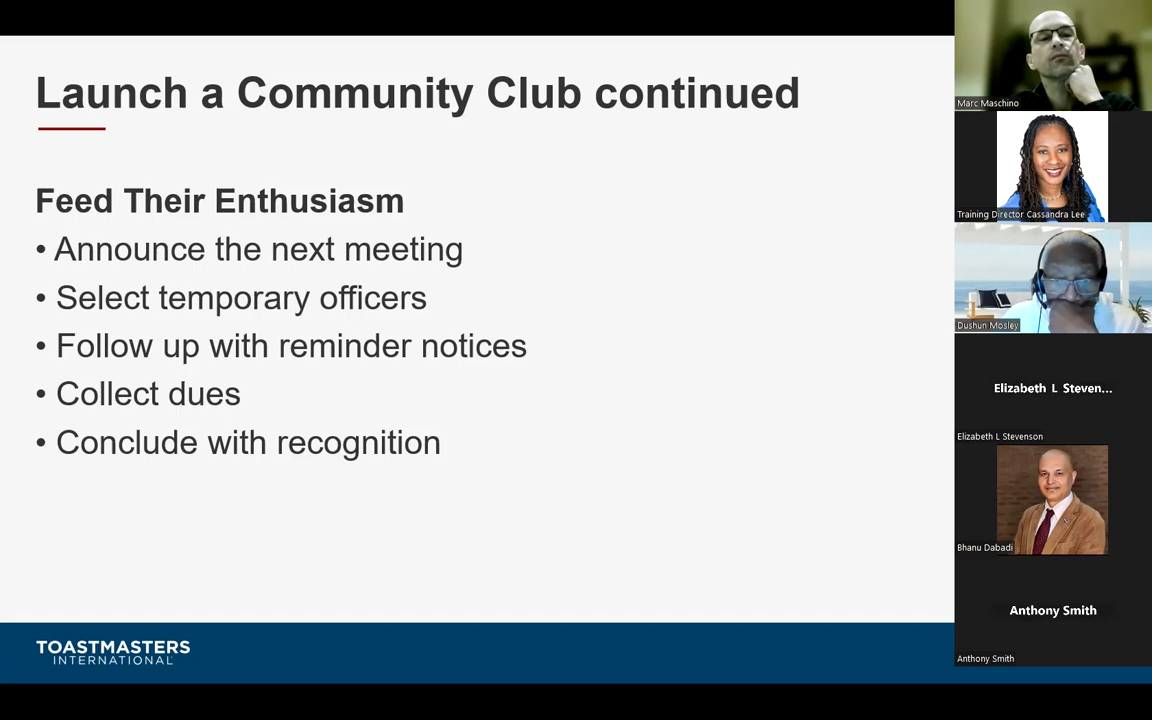 Launch a Community Club continued
Feed Their Enthusiasm
• Announce the next meeting
• Select temporary officers
• Follow up with reminder notices
• Collect dues
• Conclude with recognition
TOASTMASTERS
INTERNATIONAL
Marc Maschino
Training Director Cassandra Lee
Dushun Mosley
Elizabeth L Steven...
Elizabeth L Stevenson
Bhanu Dabadi
Anthony Smith
Anthony Smith